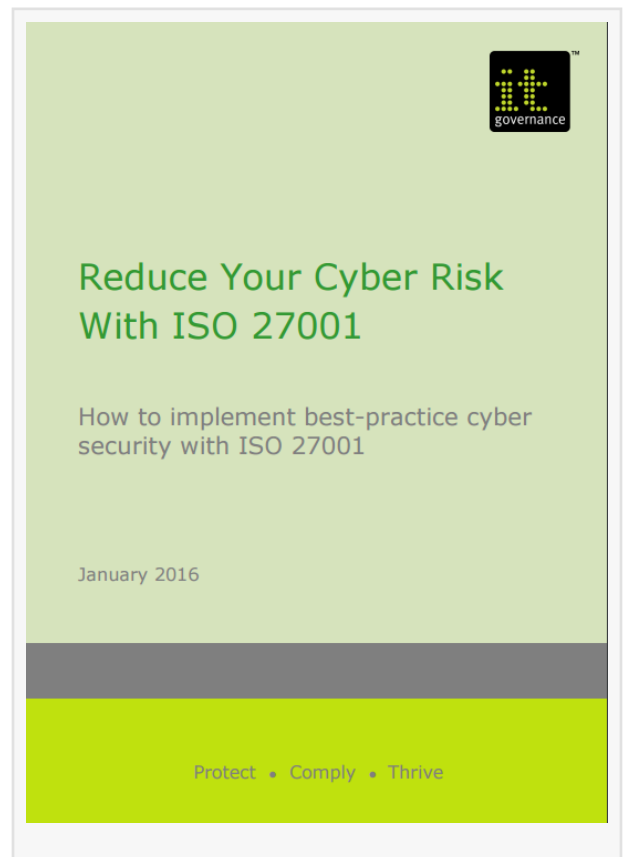 it
™
governance
Reduce Your Cyber Risk
With ISO 27001
How to implement best-practice cyber
security with ISO 27001
January 2016
Protect • Comply • Thrive